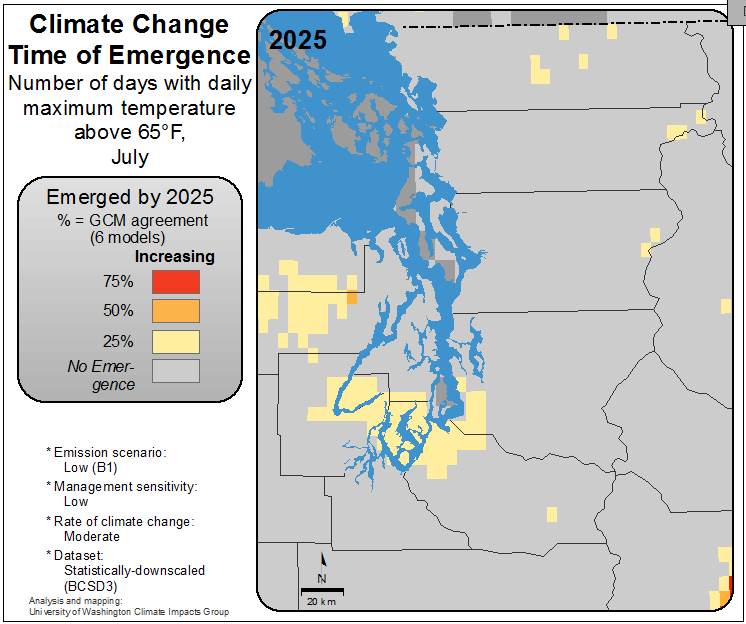 Climate Change
Time of Emergence
Number of days with daily
maximum temperature
above 65°F,
July
2025
Emerged by 2025
% = GCM agreement
(6 models)
Increasing
75%
50%
25%
No Emer-
gence
* Emission scenario:
Low (B1)
* Management sensitivity:
Low
* Rate of climate change:
Moderate
* Dataset:
Statistically-downscaled
(BCSD3)
Analysis and mapping:
University of Washington Climate Impacts Group
N
20 km